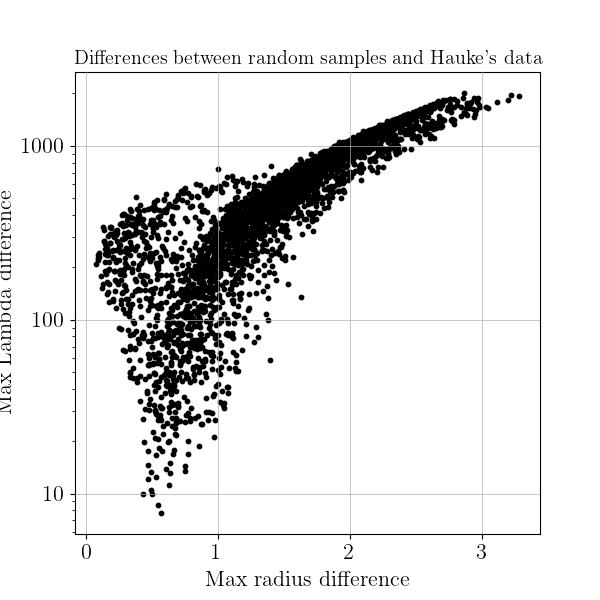 Differences between random samples and Hauke's data
Max Lambda difference
1000
100
10
0 1 2 3
Max radius difference